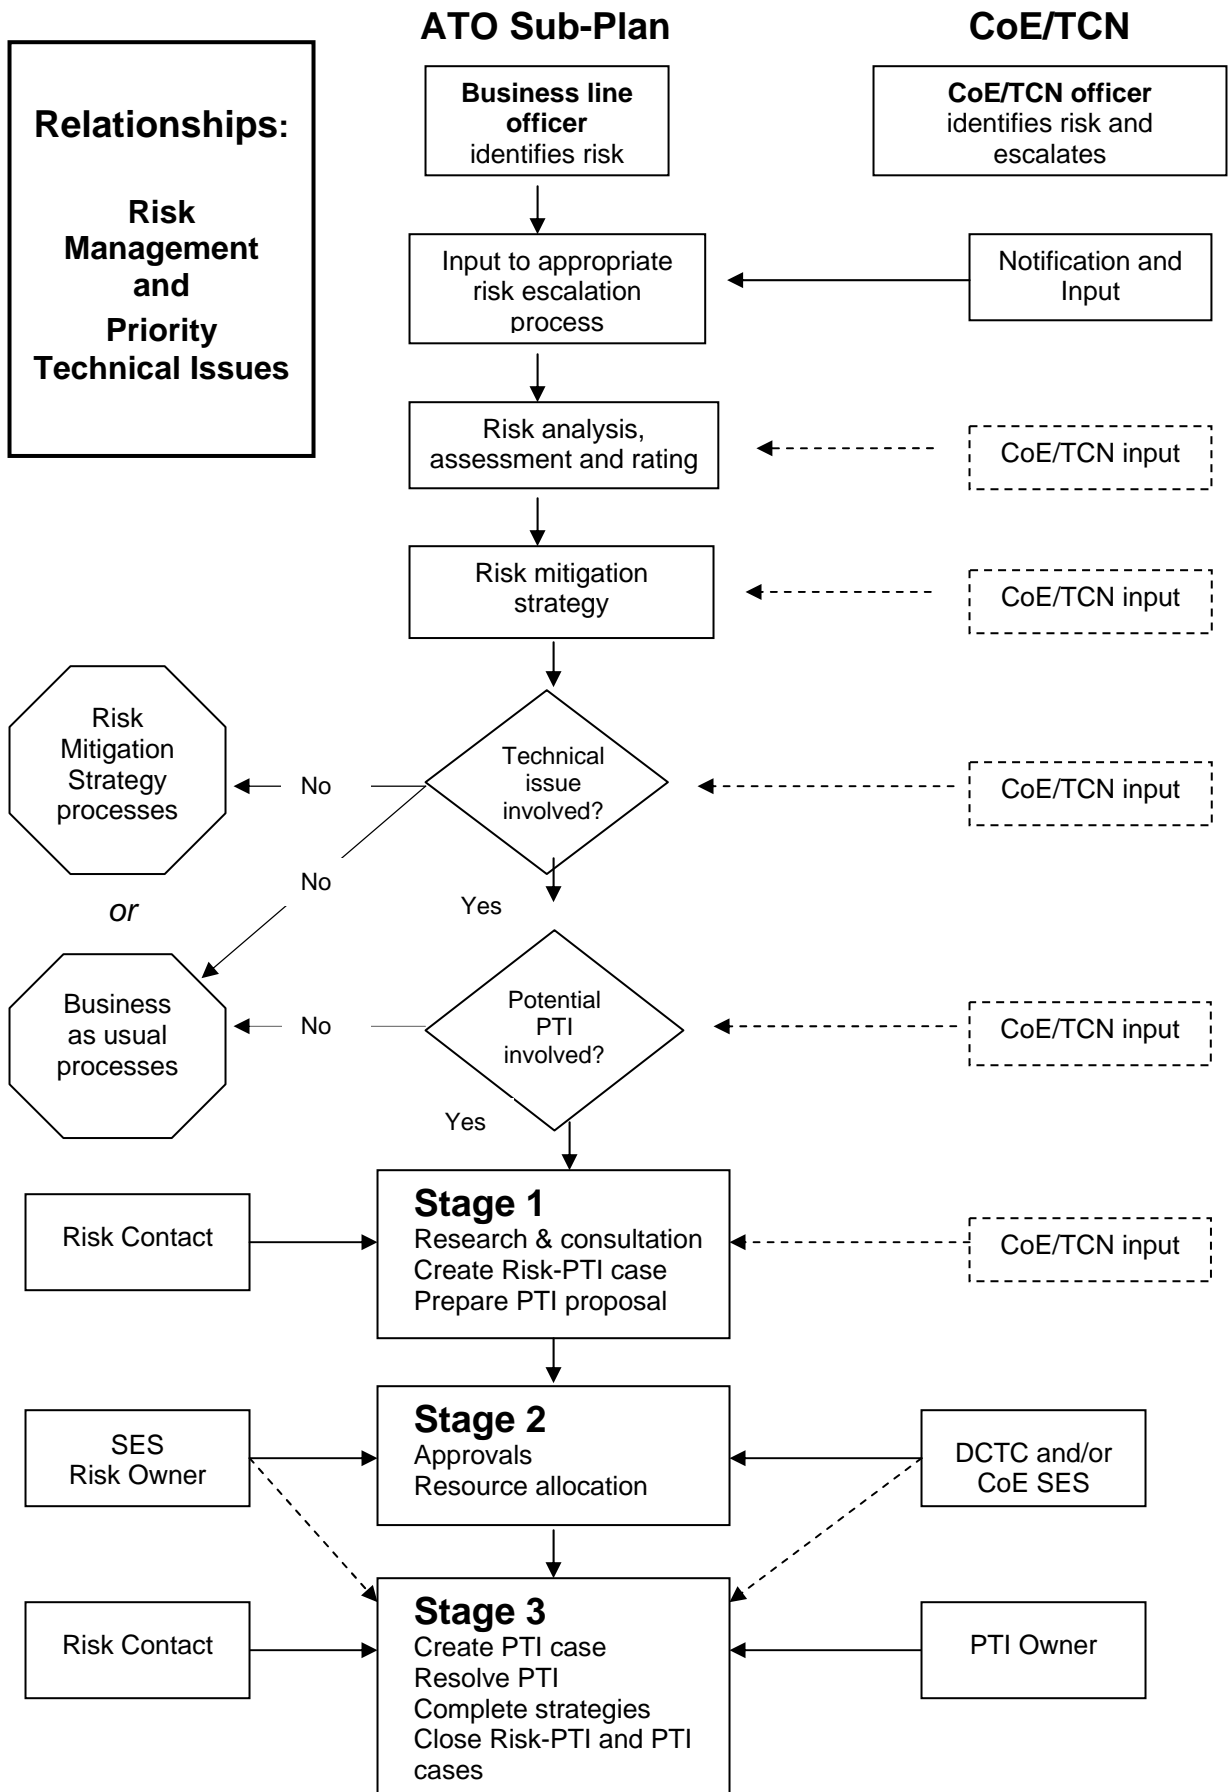 ATO Sub-Plan
CoE/TCN
Relationships:
Risk
Management
and
Priority
Technical Issues
Business line
officer
identifies risk
CoE/TCN officer
identifies risk and
escalates
Input to appropriate
risk escalation
process
Notification and
Input
Risk analysis,
assessment and rating
CoE/TCN input
Risk mitigation
strategy
CoE/TCN input
Risk
Mitigation
Strategy
processes
No
Technical
issue
involved?
CoE/TCN input
No
or
Yes
Business
as usual
processes
No
Potential
PTI
involved?
CoE/TCN input
Yes
Risk Contact
Stage 1
Research & consultation
Create Risk-PTI case
Prepare PTI proposal
CoE/TCN input
SES
Risk Owner
Stage 2
Approvals
Resource allocation
DCTC and/or
CoE SES
Risk Contact
Stage 3
Create PTI case
Resolve PTI
Complete strategies
Close Risk-PTI and PTI
cases
PTI Owner